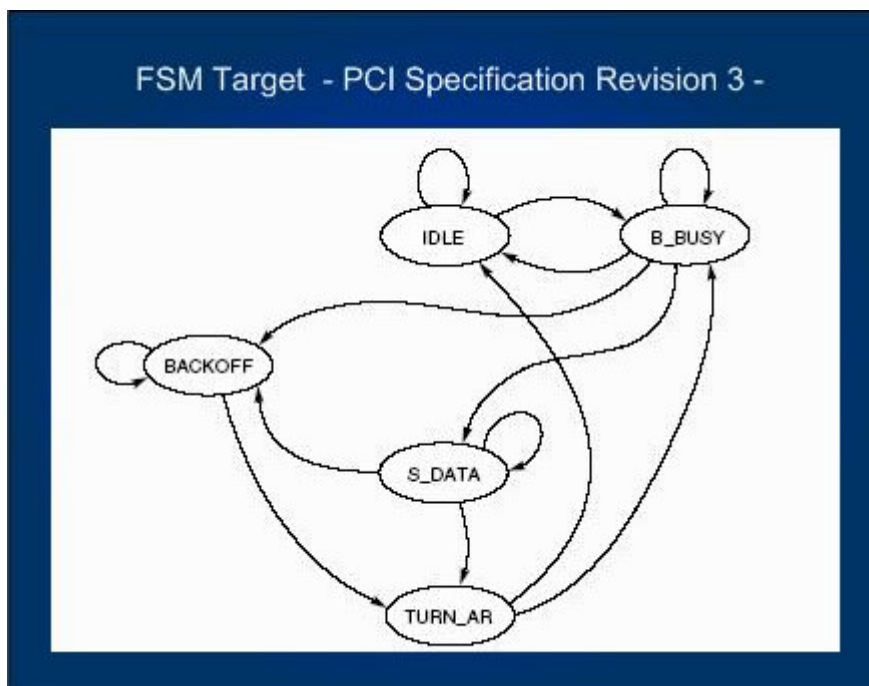 FSM Target - PCI Specification Revision 3 -
IDLE
B_BUSY
BACKOFF
S_DATA
TURN_AR